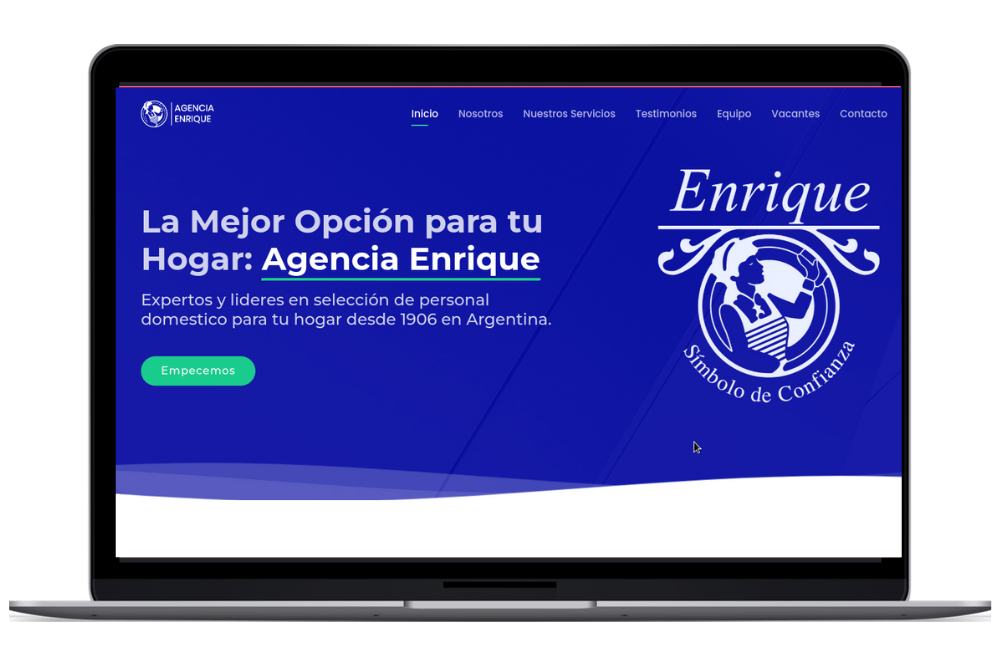 AGENCIA
ENRIQUE
Inicio Nosotros Nuestros Servicios Testimonios Equipo Vacantes Contacto
La Mejor Opción para tu
Hogar: Agencia Enrique
Expertos y lideres en selección de personal
domestico para tu hogar desde 1906 en Argentina.
Empecemos
Enrique
Símbolo de Confianza